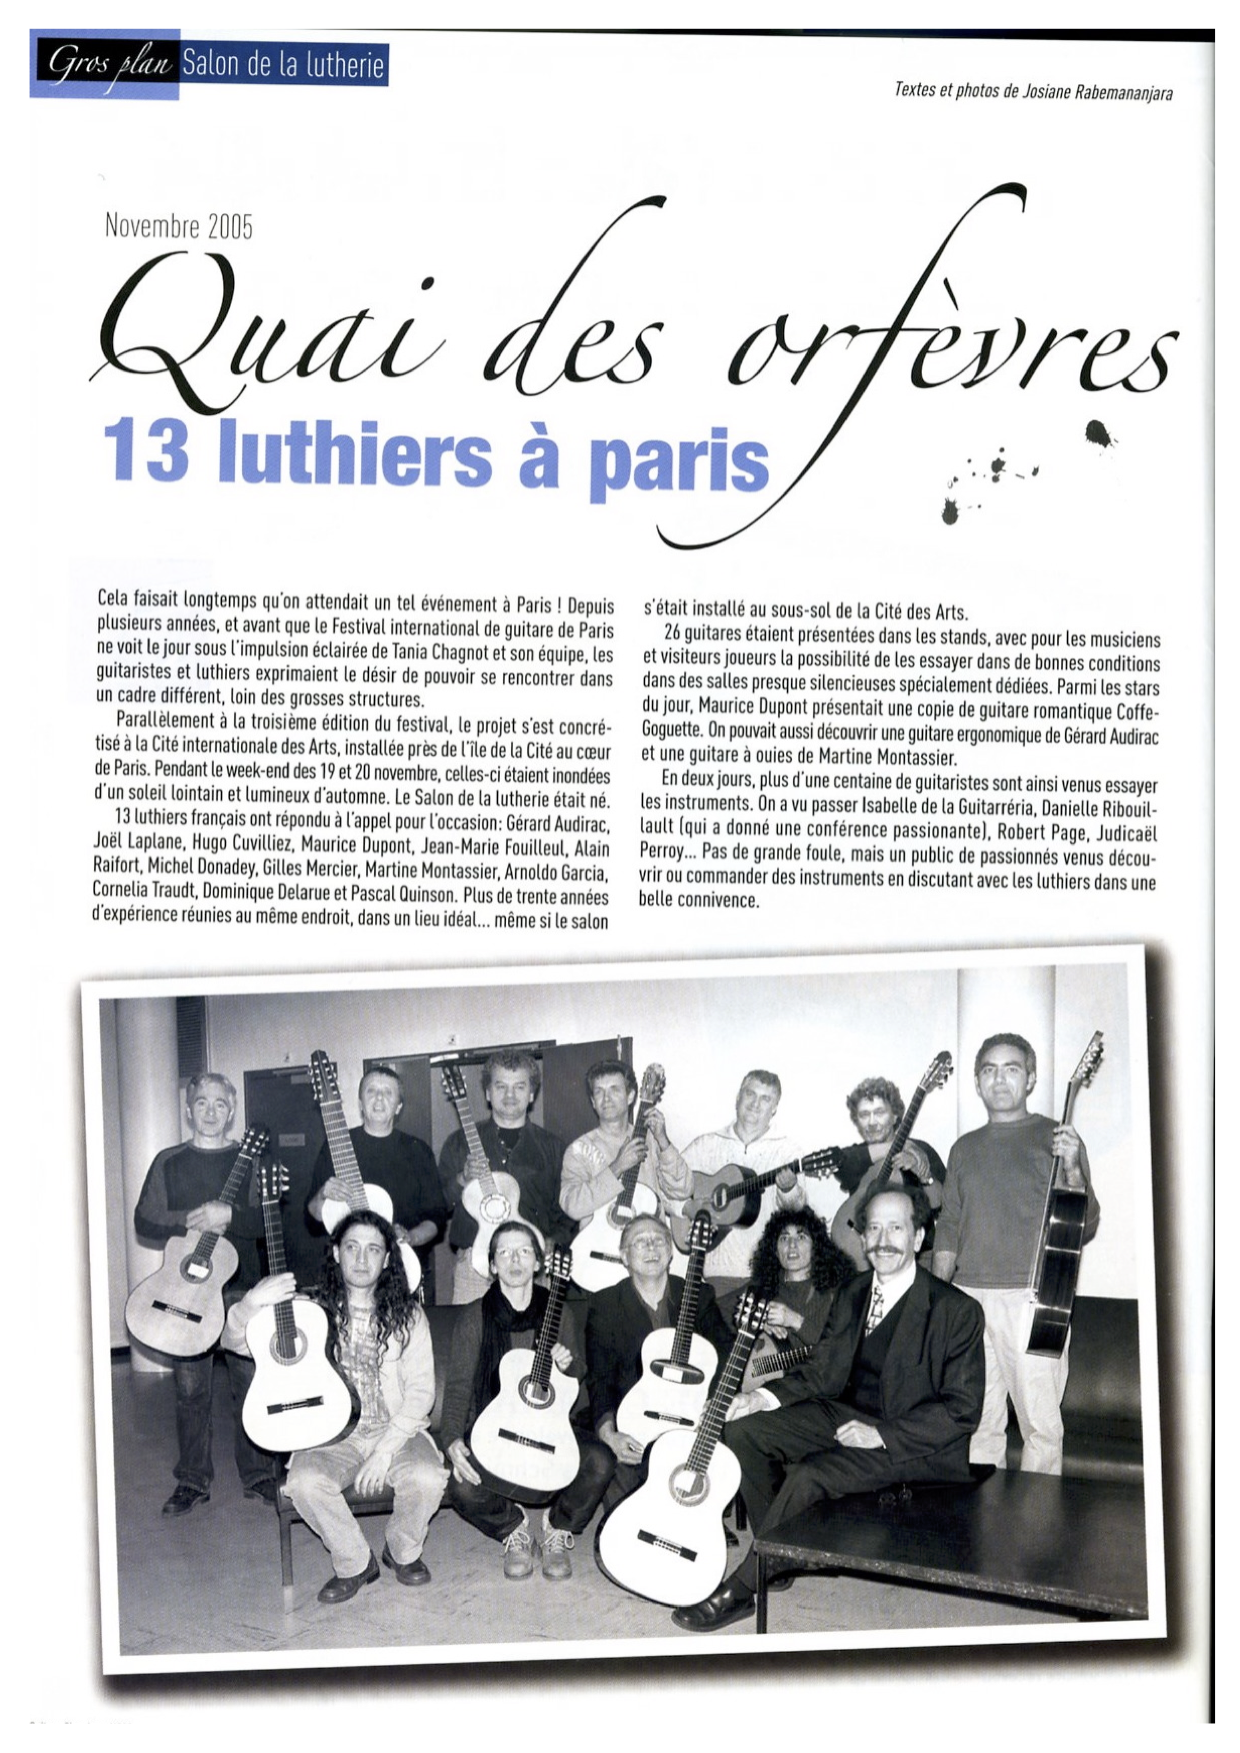 Gros plan Salon de la lutherie
Textes et photos de Josiane Rabemananjara
Novembre 2005
Quai des orfèvres
13 luthiers à paris
Cela faisait longtemps qu'on attendait un tel événement à Paris ! Depuis
plusieurs années, et avant que le Festival international de guitare de Paris
ne voit le jour sous l'impulsion éclairée de Tania Chagnot et son équipe, les
guitaristes et luthiers exprimaient le désir de pouvoir se rencontrer dans
un cadre différent, loin des grosses structures.
Parallèlement à la troisième édition du festival, le projet s'est concré-
tisé à la Cité internationale des Arts, installée près de l'île de la Cité au cœur
de Paris. Pendant le week-end des 19 et 20 novembre, celles-ci étaient inondées
d'un soleil lointain et lumineux d'automne. Le Salon de la lutherie était né.
13 luthiers français ont répondu à l'appel pour l'occasion: Gérard Audirac,
Joël Laplane, Hugo Cuvilliez, Maurice Dupont, Jean-Marie Fouilleul, Alain
Raifort, Michel Donadey, Gilles Mercier, Martine Montassier, Arnoldo Garcia,
Cornelia Traudt, Dominique Delarue et Pascal Quinson. Plus de trente années
d'expérience réunies au même endroit, dans un lieu idéal... même si le salon
s'était installé au sous-sol de la Cité des Arts.
26 guitares étaient présentées dans les stands, avec pour les musiciens
et visiteurs joueurs la possibilité de les essayer dans de bonnes conditions
dans des salles presque silencieuses spécialement dédiées. Parmi les stars
du jour, Maurice Dupont présentait une copie de guitare romantique Coffe-
Goguette. On pouvait aussi découvrir une guitare ergonomique de Gérard Audirac
et une guitare à ouies de Martine Montassier.
En deux jours, plus d'une centaine de guitaristes sont ainsi venus essayer
les instruments. On a vu passer Isabelle de la Guitarréria, Danielle Ribouil-
lault (qui a donné une conférence passionante), Robert Page, Judicaël
Perroy... Pas de grande foule, mais un public de passionnés venus décou-
vrir ou commander des instruments en discutant avec les luthiers dans une
belle connivence.